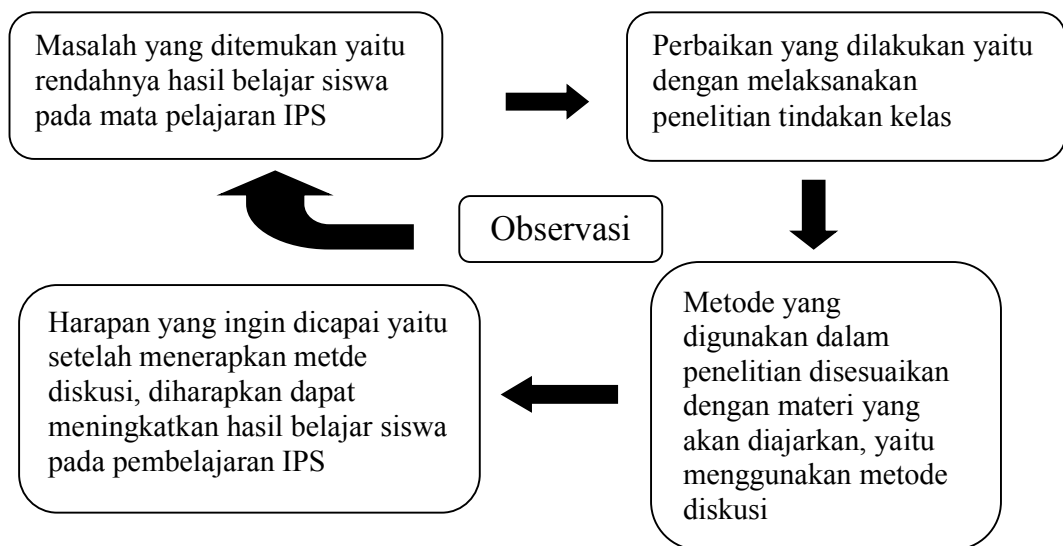 Masalah yang ditemukan yaitu
rendahnya hasil belajar siswa
pada mata pelajaran IPS
Perbaikan yang dilakukan yaitu
dengan melaksanakan
penelitian tindakan kelas
Observasi
Metode yang
digunakan dalam
penelitian disesuaikan
dengan materi yang
akan diajarkan, yaitu
menggunakan metode
diskusi
Harapan yang ingin dicapai yaitu
setelah menerapkan metde
diskusi, diharapkan dapat
meningkatkan hasil belajar siswa
pada pembelajaran IPS